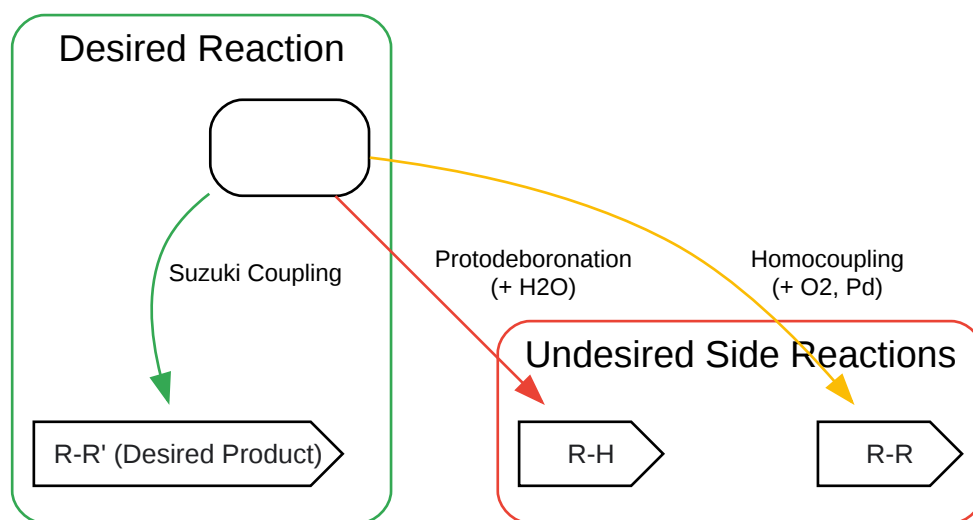 Desired Reaction
Suzuki Coupling
Protodeboronation
(+ H2O)
Homocoupling
(+ O2, Pd)
Undesired Side Reactions
R-R' (Desired Product)
R-H
R-R